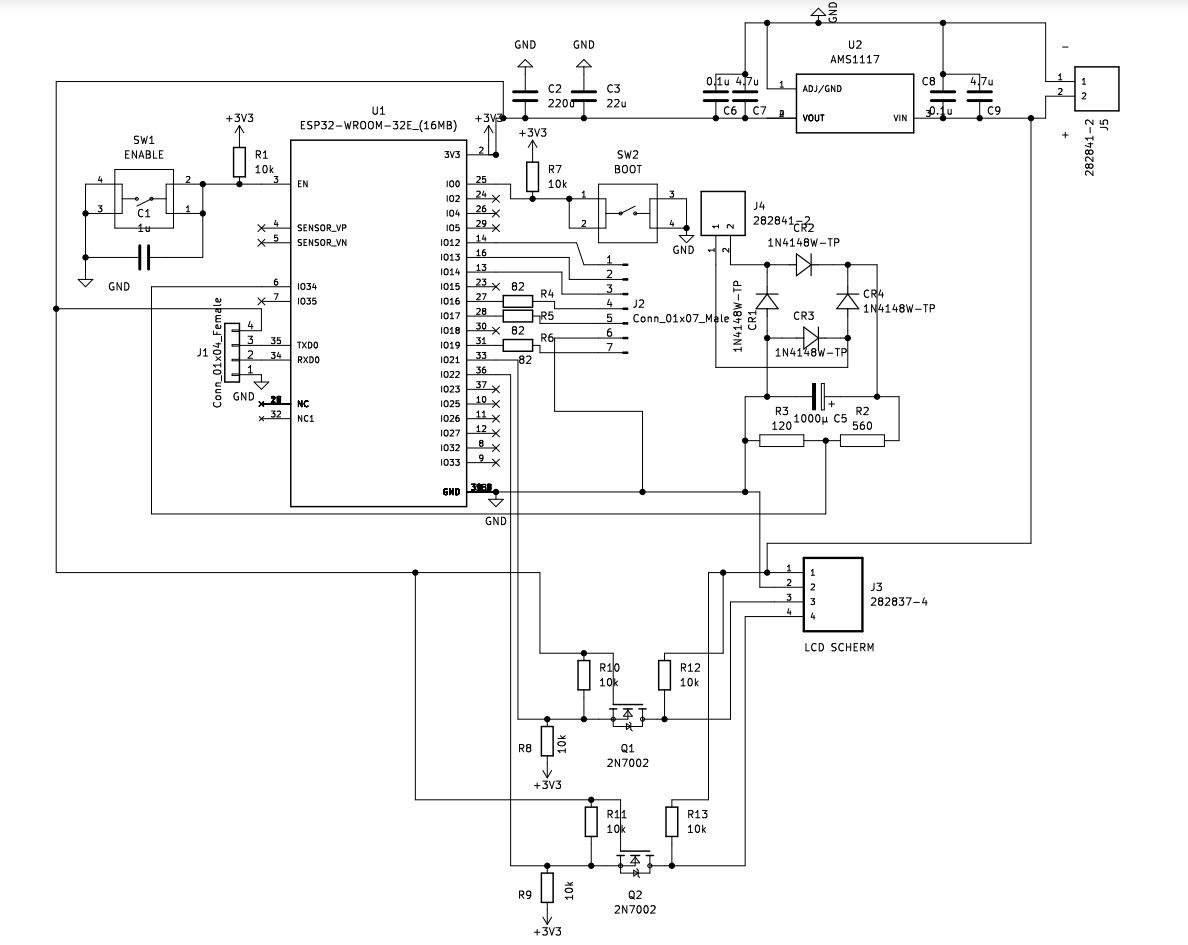 GND
GND GND
U2
AMS1117
-
0.1u 4.7u
C8 4.7u
1 ADJ/GND
1 1
2 2
C2
220u
C3
22u
C6 C7
VOUT VIN
3 0.1u C9
+
282841-2
J5
U1
ESP32-WROOM-32E_(16MB)
+3V3
+3V3
+3V3
SW1
ENABLE
R1
10k
2 3V3
R7
10k
SW2
BOOT
4 2
3 1
C1
1u
3 EN
25 IO0
24 IO2
26 IO4
29 IO5
1 3
2 4
GND
J4
282841-2
1 2
1 2
4 SENSOR_VP
5 SENSOR_VN
14 IO12
16 IO13
13 IO14
23 IO15
27 IO16
28 IO17
30 IO18
31 IO19
33 IO21
36 IO22
37 IO23
10 IO25
11 IO26
12 IO27
8 IO32
9 IO33
GND
GND
GND
6 IO34
7 IO35
J1
Conn_01x04_Female
4
3
2
1
35 TXD0
34 RXD0
GND
NC
32 NC1
82 R4
R5
82 R6
82
1
2
3
4
5
6
7
J2
Conn_01x07_Male
CR2
1N4148W-TP
CR1
1N4148W-TP
CR4
1N4148W-TP
CR3
1N4148W-TP
+
1000µ C5
R3
120
R2
560
1 1
2 2
3 3
4 4
J3
282837-4
LCD SCHERM
R10
10k
R12
10k
R8
10k
+3V3
Q1
2N7002
R11
10k
R13
10k
R9
10k
+3V3
Q2
2N7002